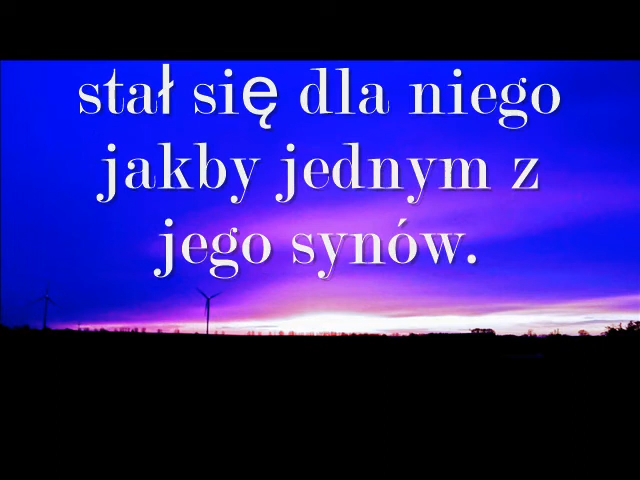 stał się dla niego
jakby jednym z
jego synów.